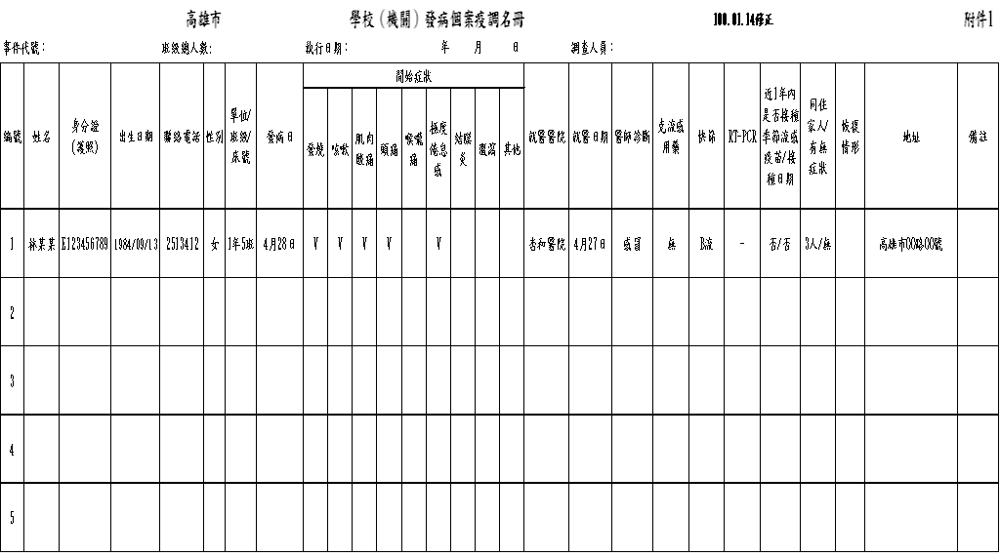 高雄市 學校(機關)發病個案疫調名冊 100.01.14修正 附件1
事件代號: 班級總人數: 執行日期: 年 月 日 調查人員:
編號 姓名 身分證(護照) 出生日期 聯絡電話 性別 單位/班級/床號 發病日 開始症狀 就醫醫院 就醫日期 醫師診斷 克流感用藥 快篩 RT-PCR 近1年內是否接種季節流感疫苗/接種日期 同住家人/有無症狀 恢復情形 地址 備註
發燒 咳嗽 肌肉酸痛 頭痛 喉嚨痛 極度倦怠感 結膜炎 腹瀉 其他
1 林某某 E123456789 1984/09/13 2513412 女 1年5班 4月28日 V V V V V 杏和醫院 4月27日 感冒 無 B流 - 否/否 3人/無 高雄市OO路OO號
2
3
4
5